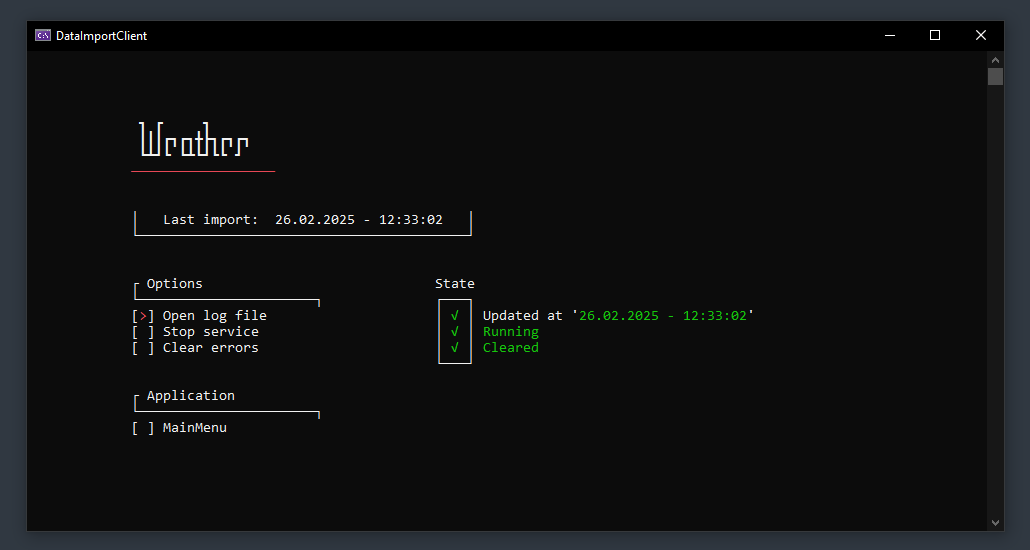 DataImportClient
Weather
Last import: 26.02.2025 - 12:33:02
Options
State
[>] Open log file
√ Updated at '26.02.2025 - 12:33:02'
[ ] Stop service
√ Running
[ ] Clear errors
√ Cleared
Application
[ ] MainMenu